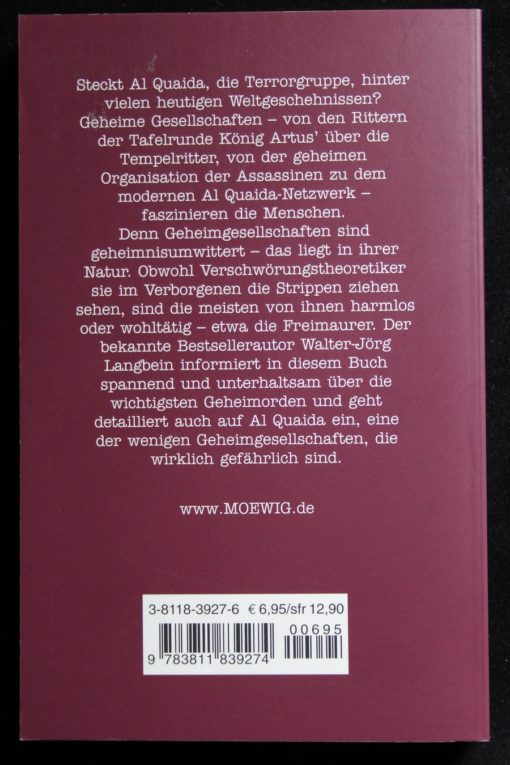 Steckt Al Quaida, die Terrorgruppe, hinter
vielen heutigen Weltgeschehnissen?
Geheime Gesellschaften – von den Rittern
der Tafelrunde König Artus’ über die
Tempelritter, von der geheimen
Organisation der Assassinen zu dem
modernen Al Quaida-Netzwerk –
faszinieren die Menschen.
Denn Geheimgesellschaften sind
geheimnisumwittert – das liegt in ihrer
Natur. Obwohl Verschwörungstheoretiker
sie im Verborgenen die Strippen ziehen
sehen, sind die meisten von ihnen harmlos
oder wohltätig – etwa die Freimaurer. Der
bekannte Bestsellerautor Walter-Jörg
Langbein informiert in diesem Buch
spannend und unterhaltsam über die
wichtigsten Geheimorden und geht
detailliert auch auf Al Quaida ein, eine
der wenigen Geheimgesellschaften, die
wirklich gefährlich sind.
www.MOEWIG.de
3-8118-3927-6 € 6,95/sfr 12,90
00695
9 783811 839274